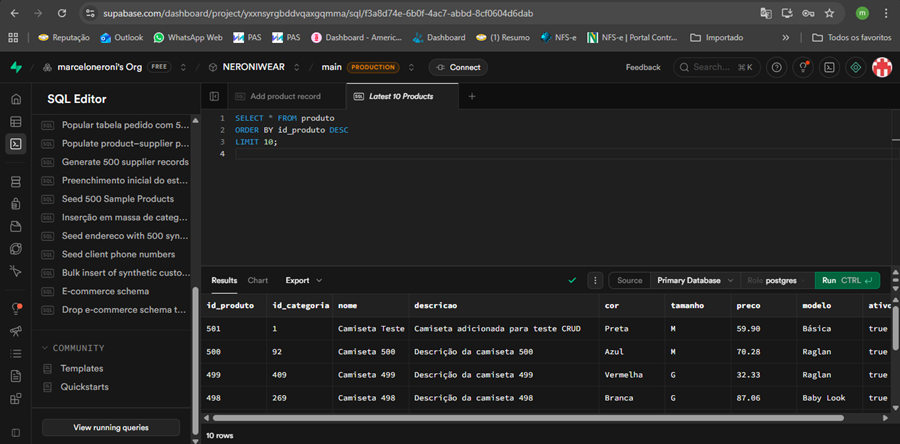 supabase.com/dashboard/project/yxxnsyrgbddvqaxgqmma/sql/f3a8d74e-6b0f-4ac7-abbd-8cf0604d6dab
m
Reputação Outlook WhatsApp Web PAS PAS Dashboard - Americ... Dashboard (1) Resumo NFS-e NFS-e | Portal Contr... Importado Todos os favoritos
marceloneroni's Org FREE NERONIWEAR main PRODUCTION Connect Feedback Search... ⌘ K
SQL Editor
Add product record Latest 10 Products
Popular tabela pedido com 5...
Populate product–supplier p...
Generate 500 supplier records
Preenchimento inicial do est...
Seed 500 Sample Products
Inserção em massa de categ...
Seed endereco with 500 syn...
Seed client phone numbers
Bulk insert of synthetic custo...
E-commerce schema
Drop e-commerce schema t...
COMMUNITY
Templates
Quickstarts
View running queries
1 SELECT * FROM produto
2 ORDER BY id_produto DESC
3 LIMIT 10;
4
Results Chart Export Source Primary Database Role postgres Run CTRL
id_produto id_categoria nome descricao cor tamanho preco modelo ativo
501 1 Camiseta Teste Camiseta adicionada para teste CRUD Preta M 59.90 Básica true
500 92 Camiseta 500 Descrição da camiseta 500 Azul M 70.28 Raglan true
499 409 Camiseta 499 Descrição da camiseta 499 Vermelha G 32.33 Raglan true
498 269 Camiseta 498 Descrição da camiseta 498 Branca G 87.06 Baby Look true
10 rows